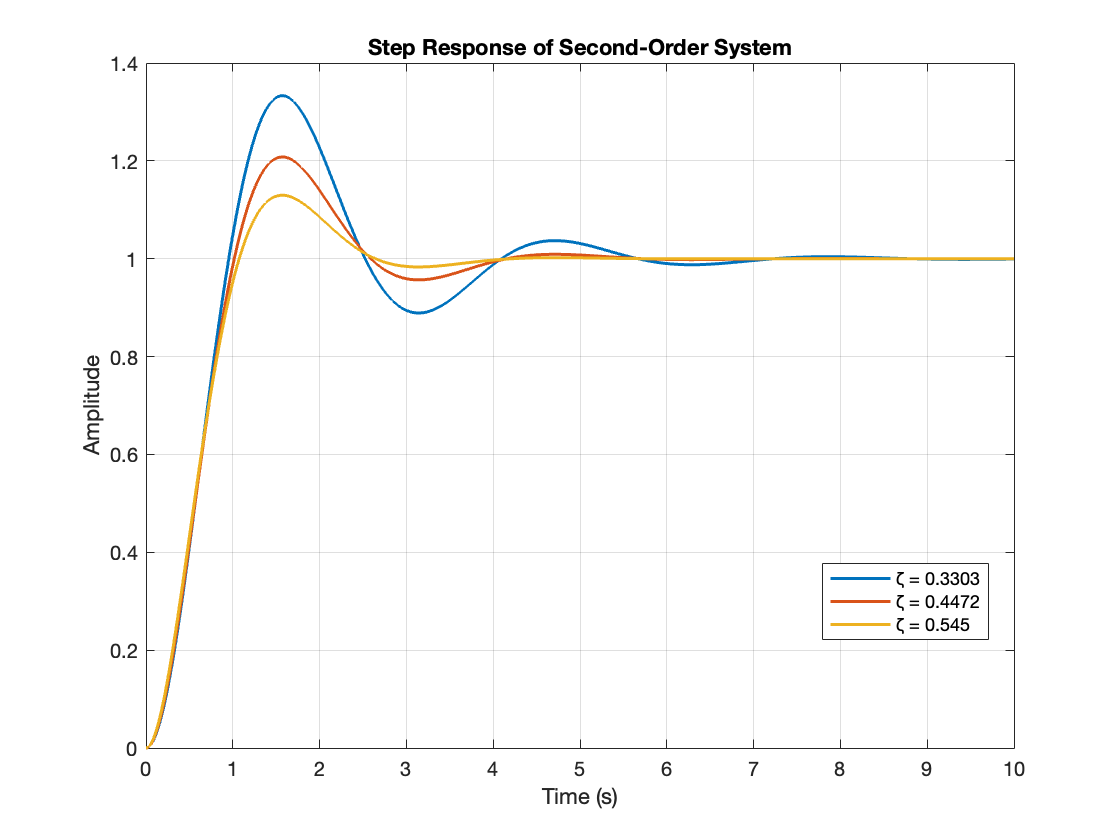 Step Response of Second-Order System
1.4
1.2
1
0.8
0.6
0.4
0.2
0
Amplitude
ζ = 0.3303
ζ = 0.4472
ζ = 0.545
0 1 2 3 4 5 6 7 8 9 10
Time (s)